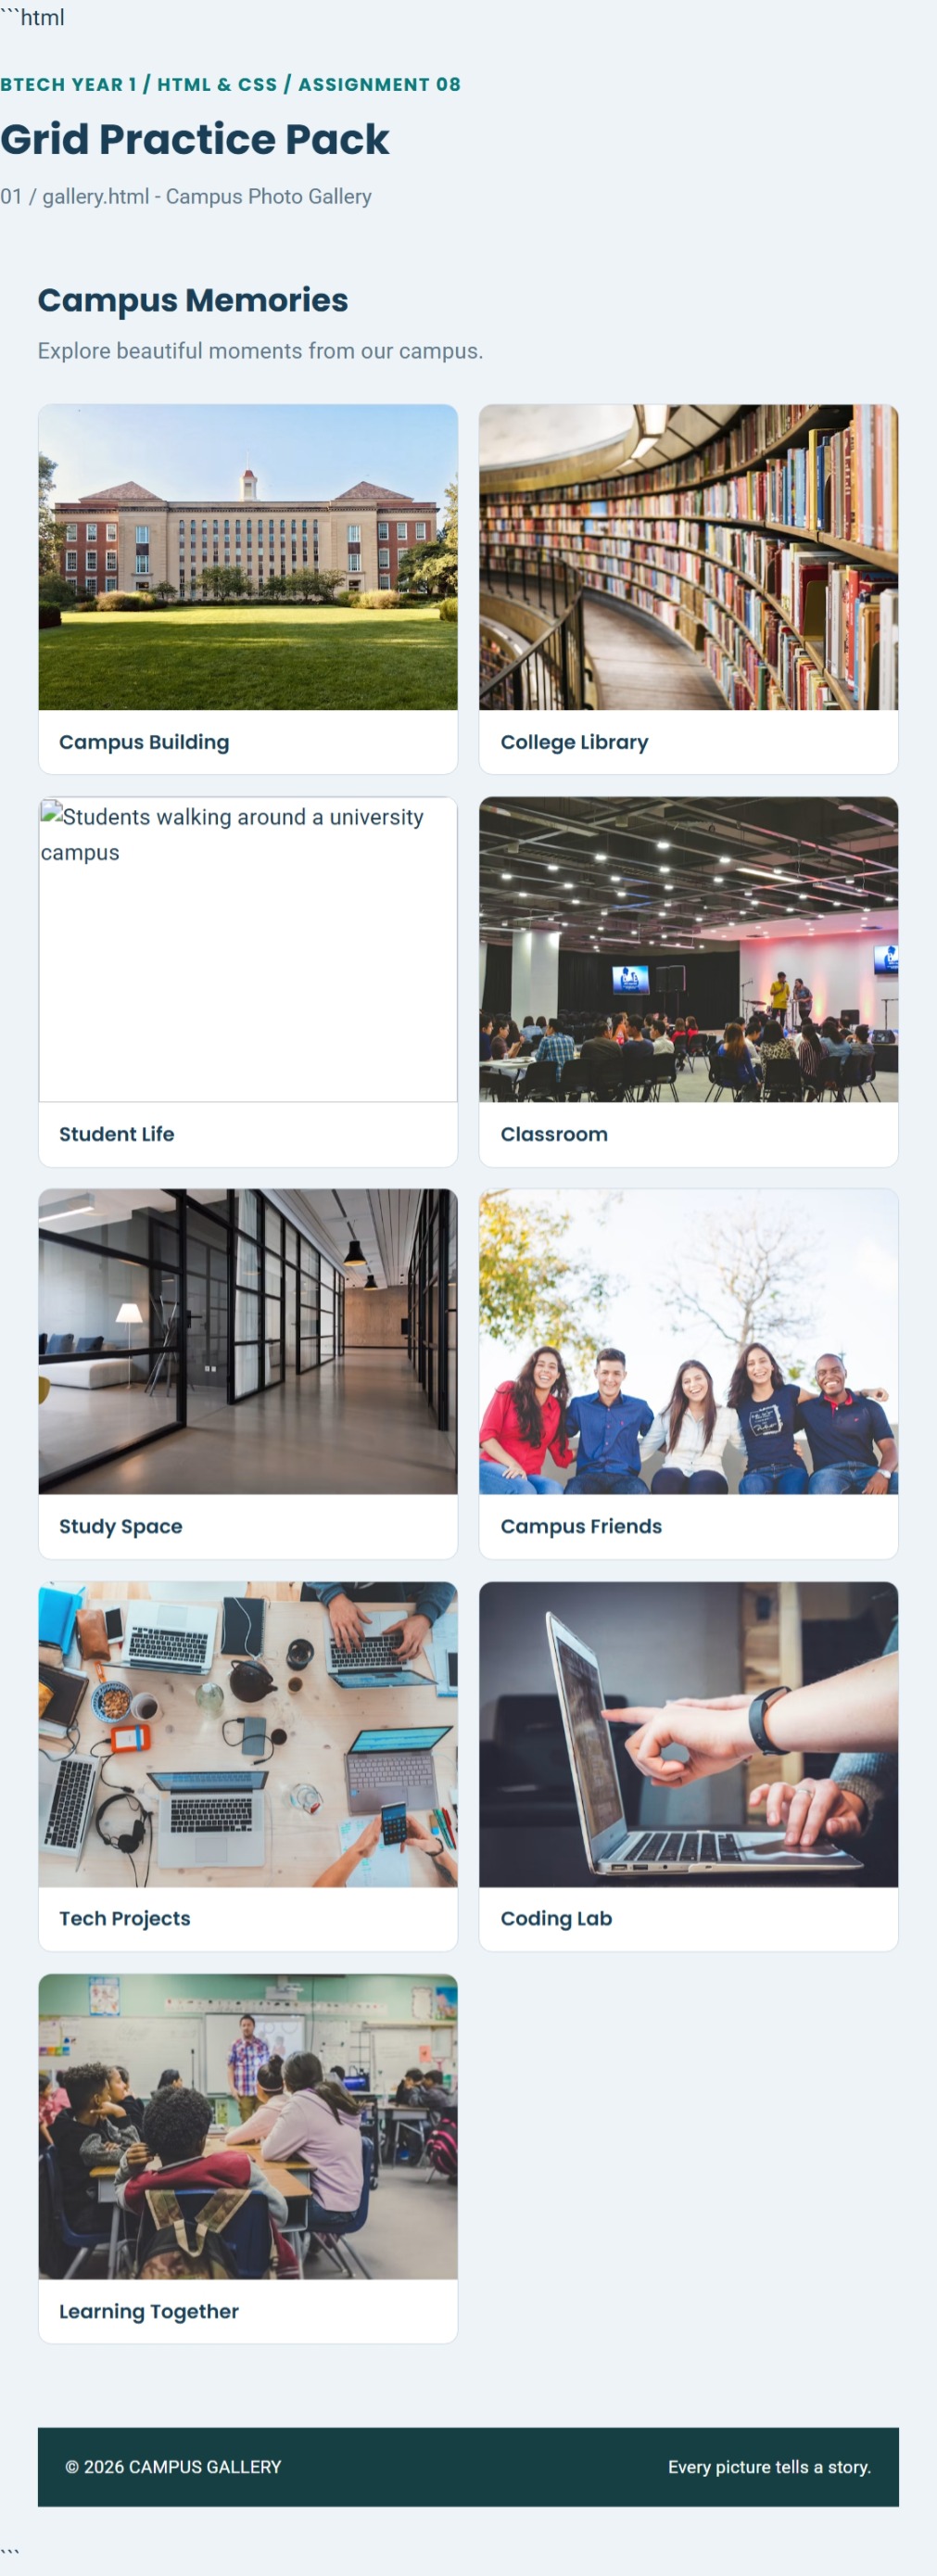 ```html
BTECH YEAR 1 / HTML & CSS / ASSIGNMENT 08
Grid Practice Pack
01 / gallery.html - Campus Photo Gallery
Campus Memories
Explore beautiful moments from our campus.
Campus Building
College Library
Students walking around a university
campus
Student Life
Classroom
Study Space
Campus Friends
Tech Projects
Coding Lab
Learning Together
© 2026 CAMPUS GALLERY
Every picture tells a story.
```